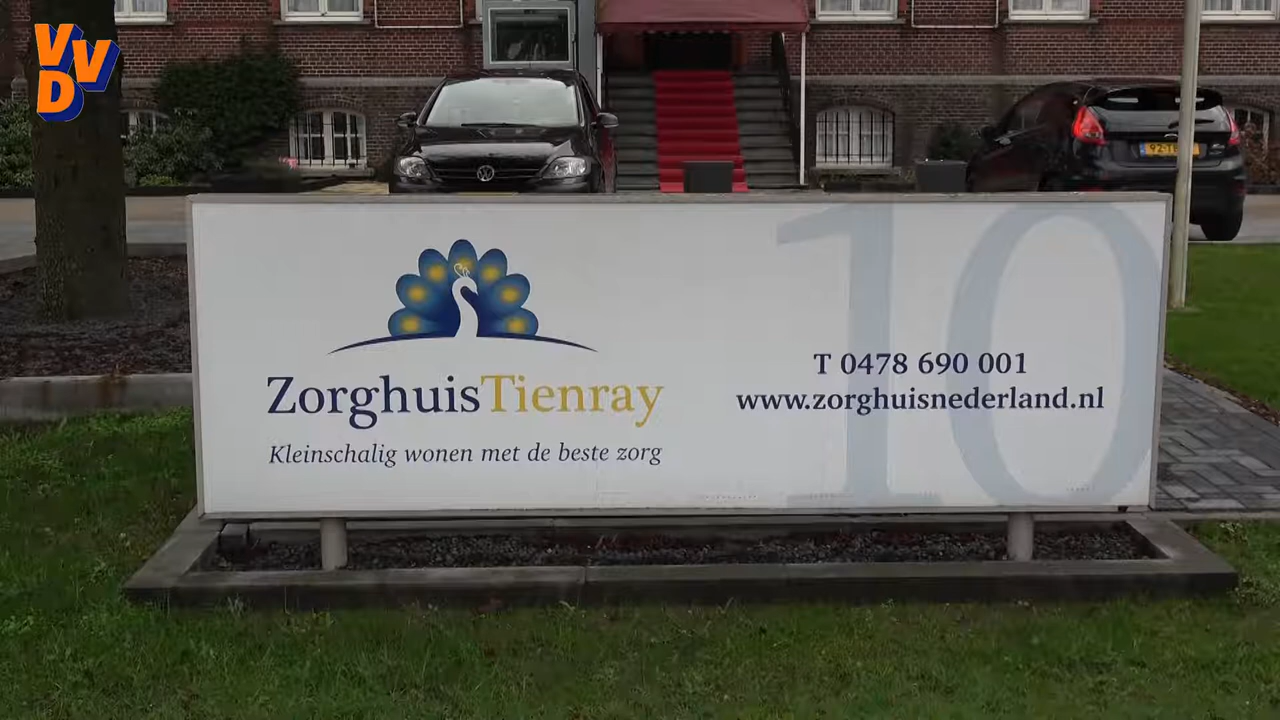 VVD
10
ZorghuisTienray
Kleinschalig wonen met de beste zorg
T 0478 690 001
www.zorghuisnederland.nl